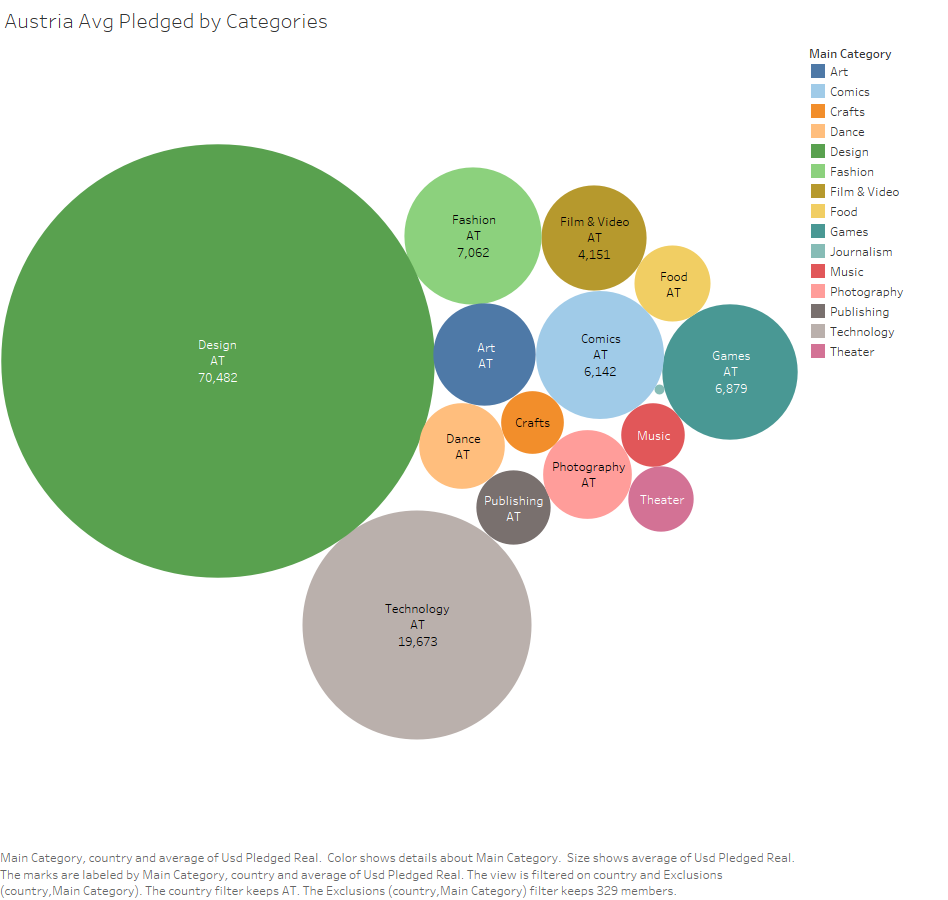 Austria Avg Pledged by Categories
Main Category
Art
Comics
Crafts
Dance
Design
Fashion
Film & Video
Food
Games
Journalism
Music
Photography
Publishing
Technology
Theater
Fashion
AT
7,062
Film & Video
AT
4,151
Food
AT
Design
AT
70,482
Art
AT
Comics
AT
6,142
Games
AT
6,879
Crafts
Dance
AT
Music
Photography
AT
Publishing
AT
Theater
Technology
AT
19,673
Main Category, country and average of Usd Pledged Real.  Color shows details about Main Category.  Size shows average of Usd Pledged Real.
The marks are labeled by Main Category, country and average of Usd Pledged Real. The view is filtered on country and Exclusions
(country,Main Category). The country filter keeps AT. The Exclusions (country,Main Category) filter keeps 329 members.